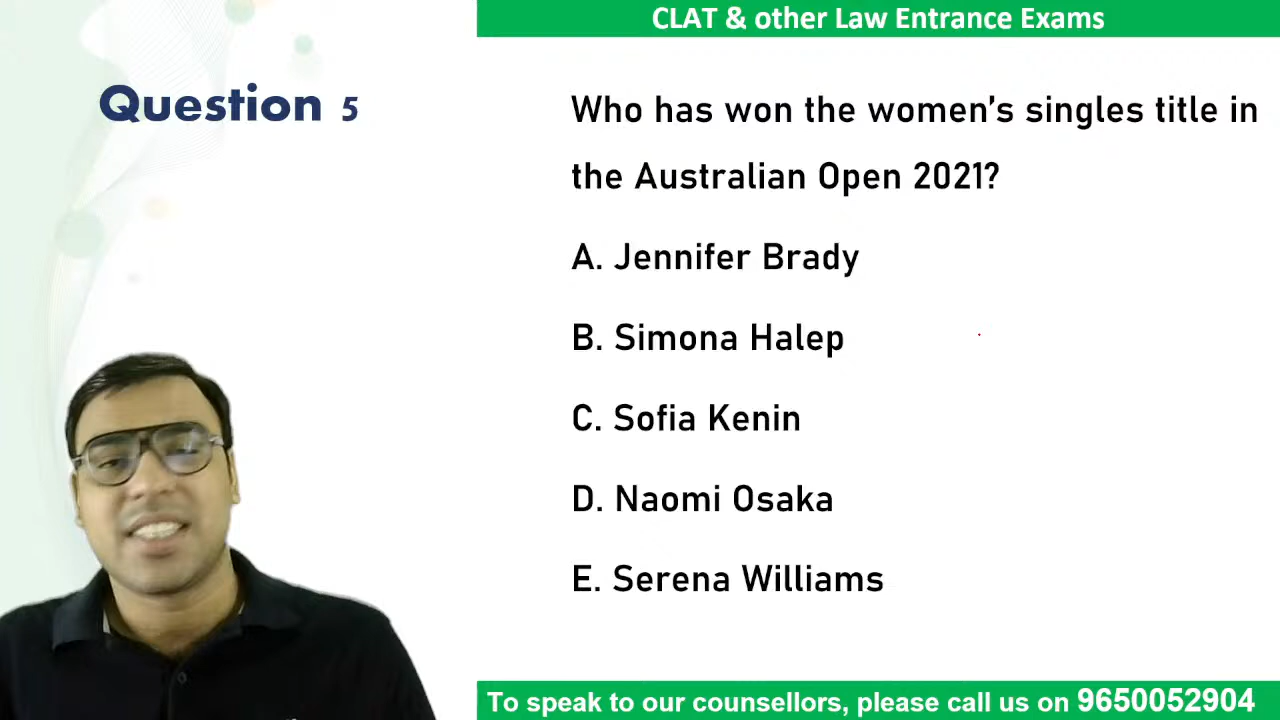 CLAT & other Law Entrance Exams
Question 5
Who has won the women's singles title in
the Australian Open 2021?
A. Jennifer Brady
B. Simona Halep
C. Sofia Kenin
D. Naomi Osaka
E. Serena Williams
To speak to our counsellors, please call us on 9650052904